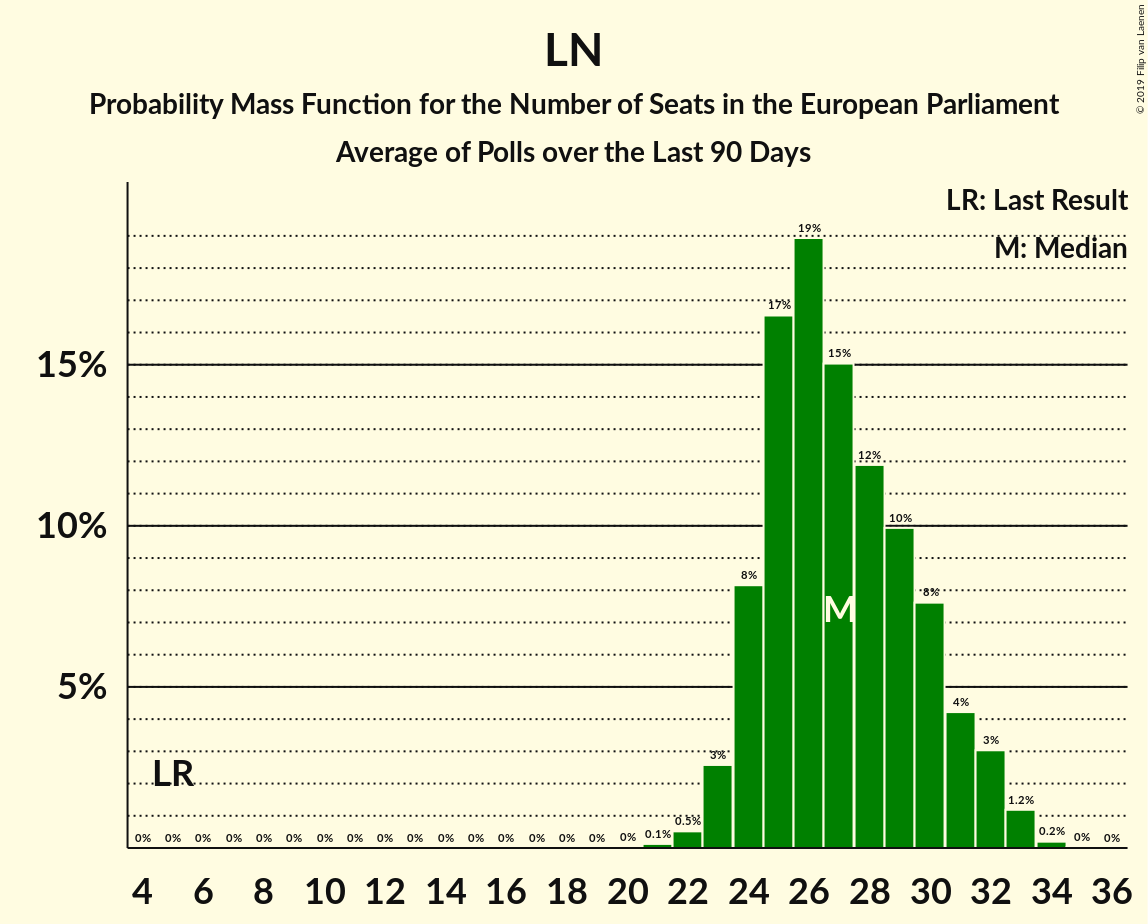 LN
Probability Mass Function for the Number of Seats in the European Parliament
Average of Polls over the Last 90 Days
© 2019 Filip van Laenen
LR: Last Result
M: Median
15%
10%
5%
LR
M
0% 0% 0% 0% 0% 0% 0% 0% 0% 0% 0% 0% 0% 0% 0% 0% 0% 0.1% 0.5% 3% 8% 17% 19% 15% 12% 10% 8% 4% 3% 1.2% 0.2% 0% 0%
4 6 8 10 12 14 16 18 20 22 24 26 28 30 32 34 36